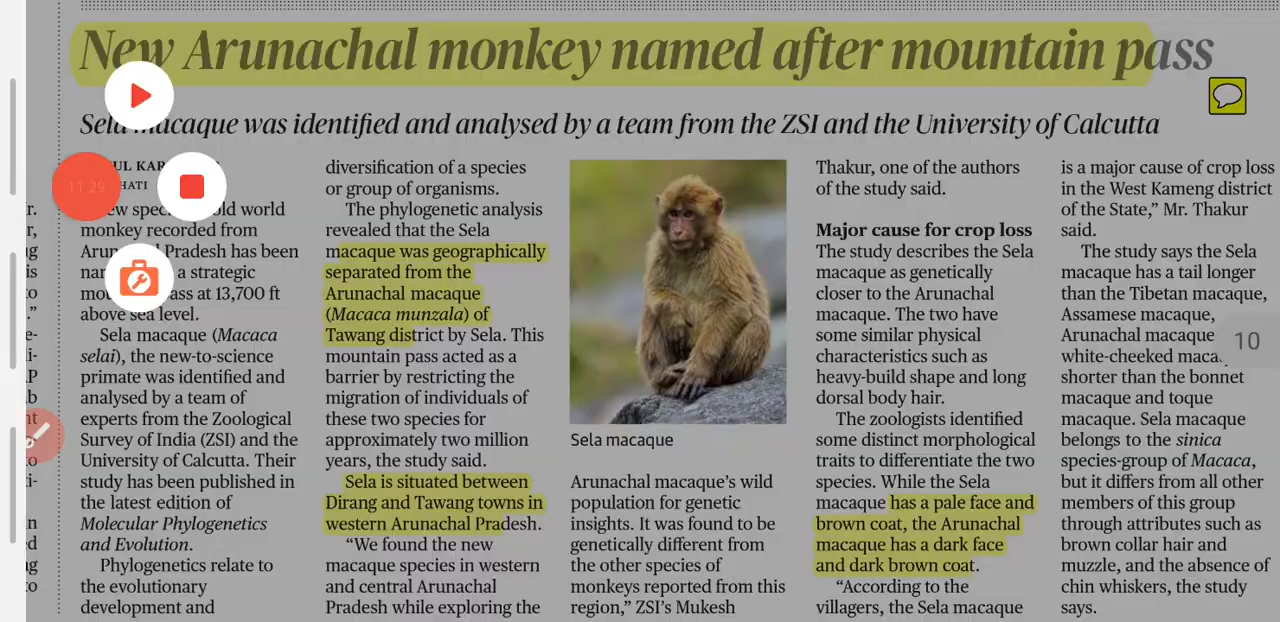 New Arunachal monkey named after mountain pass
Sela macaque was identified and analysed by a team from the ZSI and the University of Calcutta
11:29
UL KAR
HATI
ew spec old world
monkey recorded from
Arun Pradesh has been
nam a strategic
mou ass at 13,700 ft
above sea level.
Sela macaque (Macaca
selai), the new-to-science
primate was identified and
analysed by a team of
experts from the Zoological
Survey of India (ZSI) and the
University of Calcutta. Their
study has been published in
the latest edition of
Molecular Phylogenetics
and Evolution.
Phylogenetics relate to
the evolutionary
development and
diversification of a species
or group of organisms.
The phylogenetic analysis
revealed that the Sela
macaque was geographically
separated from the
Arunachal macaque
(Macaca munzala) of
Tawang district by Sela. This
mountain pass acted as a
barrier by restricting the
migration of individuals of
these two species for
approximately two million
years, the study said.
Sela is situated between
Dirang and Tawang towns in
western Arunachal Pradesh.
“We found the new
macaque species in western
and central Arunachal
Pradesh while exploring the
Sela macaque
Arunachal macaque’s wild
population for genetic
insights. It was found to be
genetically different from
the other species of
monkeys reported from this
region,” ZSI’s Mukesh
Thakur, one of the authors
of the study said.
Major cause for crop loss
The study describes the Sela
macaque as genetically
closer to the Arunachal
macaque. The two have
some similar physical
characteristics such as
heavy-build shape and long
dorsal body hair.
The zoologists identified
some distinct morphological
traits to differentiate the two
species. While the Sela
macaque has a pale face and
brown coat, the Arunachal
macaque has a dark face
and dark brown coat.
“According to the
villagers, the Sela macaque
is a major cause of crop loss
in the West Kameng district
of the State,” Mr. Thakur
said.
The study says the Sela
macaque has a tail longer
than the Tibetan macaque,
Assamese macaque,
Arunachal macaque
white-cheeked maca
shorter than the bonnet
macaque and toque
macaque. Sela macaque
belongs to the sinica
species-group of Macaca,
but it differs from all other
members of this group
through attributes such as
brown collar hair and
muzzle, and the absence of
chin whiskers, the study
says.
10